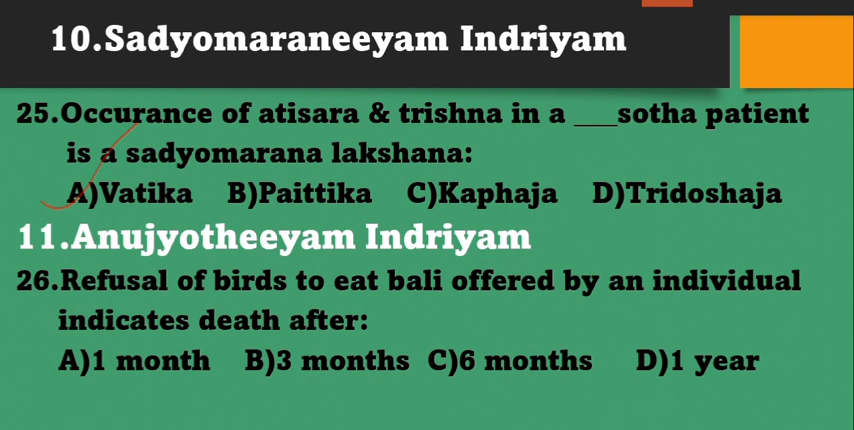 10.Sadyomaraneeyam Indriyam
25.Occurance of atisara & trishna in a ___sotha patient
is a sadyomarana lakshana:
A)Vatika B)Paittika C)Kaphaja D)Tridoshaja
11.Anujyotheeyam Indriyam
26.Refusal of birds to eat bali offered by an individual
indicates death after:
A)1 month B)3 months C)6 months D)1 year